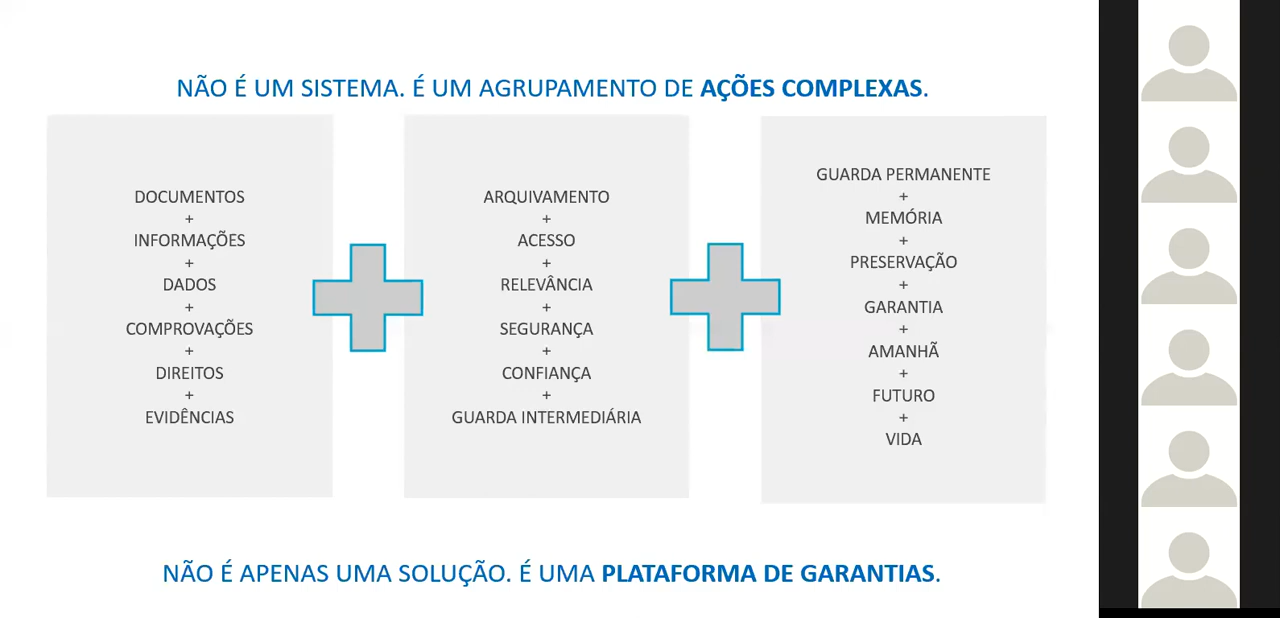 NÃO É UM SISTEMA. É UM AGRUPAMENTO DE AÇÕES COMPLEXAS.
DOCUMENTOS
+
INFORMAÇÕES
+
DADOS
+
COMPROVAÇÕES
+
DIREITOS
+
EVIDÊNCIAS
ARQUIVAMENTO
+
ACESSO
+
RELEVÂNCIA
+
SEGURANÇA
+
CONFIANÇA
+
GUARDA INTERMEDIÁRIA
GUARDA PERMANENTE
+
MEMÓRIA
+
PRESERVAÇÃO
+
GARANTIA
+
AMANHÃ
+
FUTURO
+
VIDA
NÃO É APENAS UMA SOLUÇÃO. É UMA PLATAFORMA DE GARANTIAS.